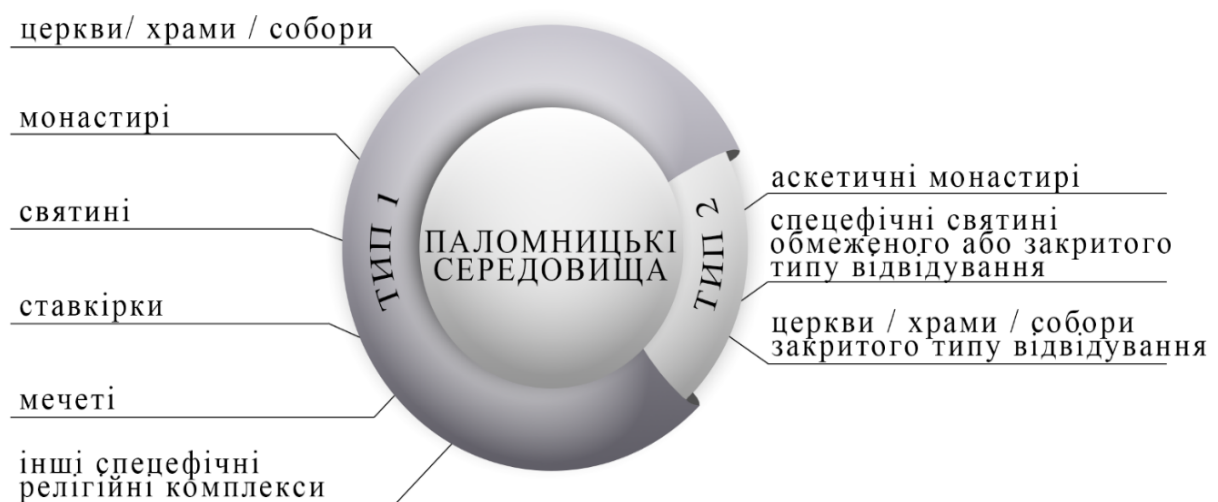 церкви/ храми / собори
монастирі
святині
ставкірки
мечеті
інші спецефічні
релігійні комплекси
ТИП 1
ПАЛОМНИЦЬКІ
СЕРЕДОВИЩА
ТИП 2
аскетичні монастирі
спецефічні святині
обмеженого або закритого
типу відвідування
церкви / храми / собори
закритого типу відвідування